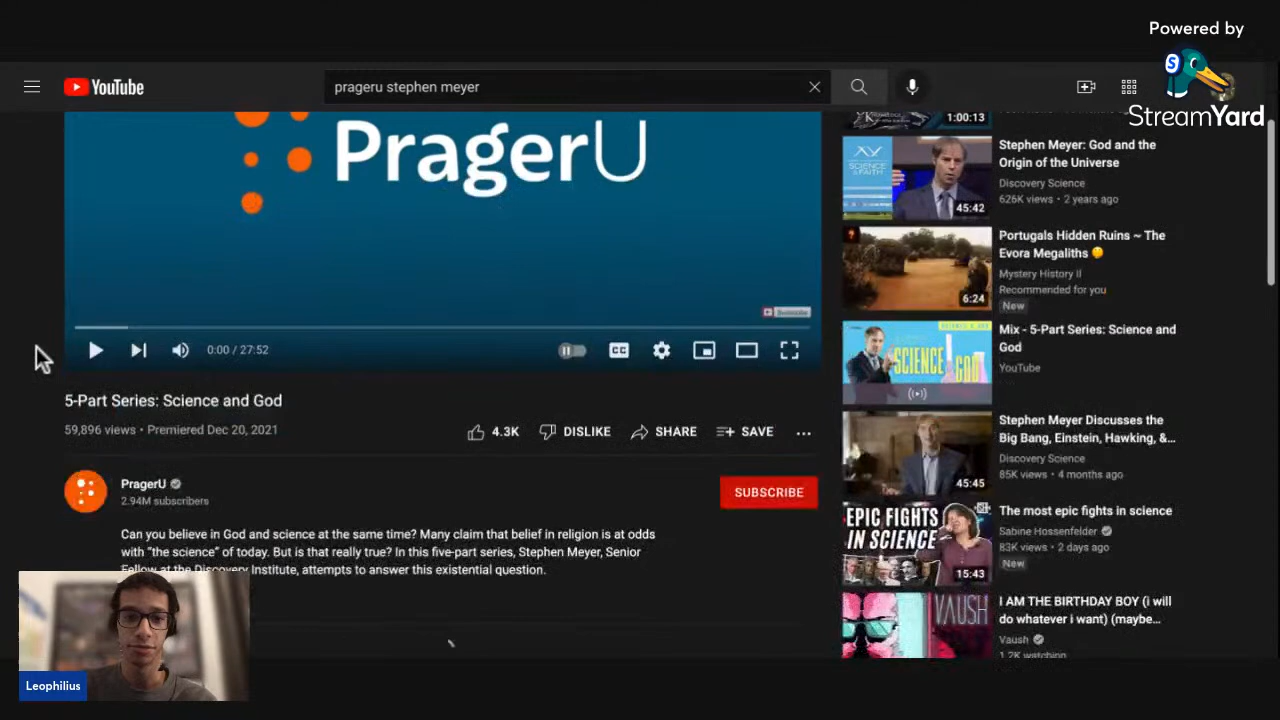 Powered by
StreamYard
YouTube
prageru stephen meyer
PragerU
Subscribe
0:00 / 27:52
CC
5-Part Series: Science and God
59,896 views • Premiered Dec 20, 2021
4.3K
DISLIKE
SHARE
SAVE
PragerU
2.94M subscribers
SUBSCRIBE
Can you believe in God and science at the same time? Many claim that belief in religion is at odds
with "the science" of today. But is that really true? In this five-part series, Stephen Meyer, Senior
Fellow at the Discovery Institute, attempts to answer this existential question.
Leophilius
1:00:13
SCIENCE
& FAITH
45:42
Stephen Meyer: God and the
Origin of the Universe
Discovery Science
626K views • 2 years ago
6:24
Portugals Hidden Ruins ~ The
Evora Megaliths
Mystery History II
Recommended for you
New
SCIENCE
GOD
Mix - 5-Part Series: Science and
God
YouTube
45:45
Stephen Meyer Discusses the
Big Bang, Einstein, Hawking, &...
Discovery Science
85K views • 4 months ago
EPIC FIGHTS
IN SCIENCE
15:43
The most epic fights in science
Sabine Hossenfelder
83K views • 2 days ago
New
VAUSH
I AM THE BIRTHDAY BOY (i will
do whatever i want) (maybe...
Vaush
1.2K watching